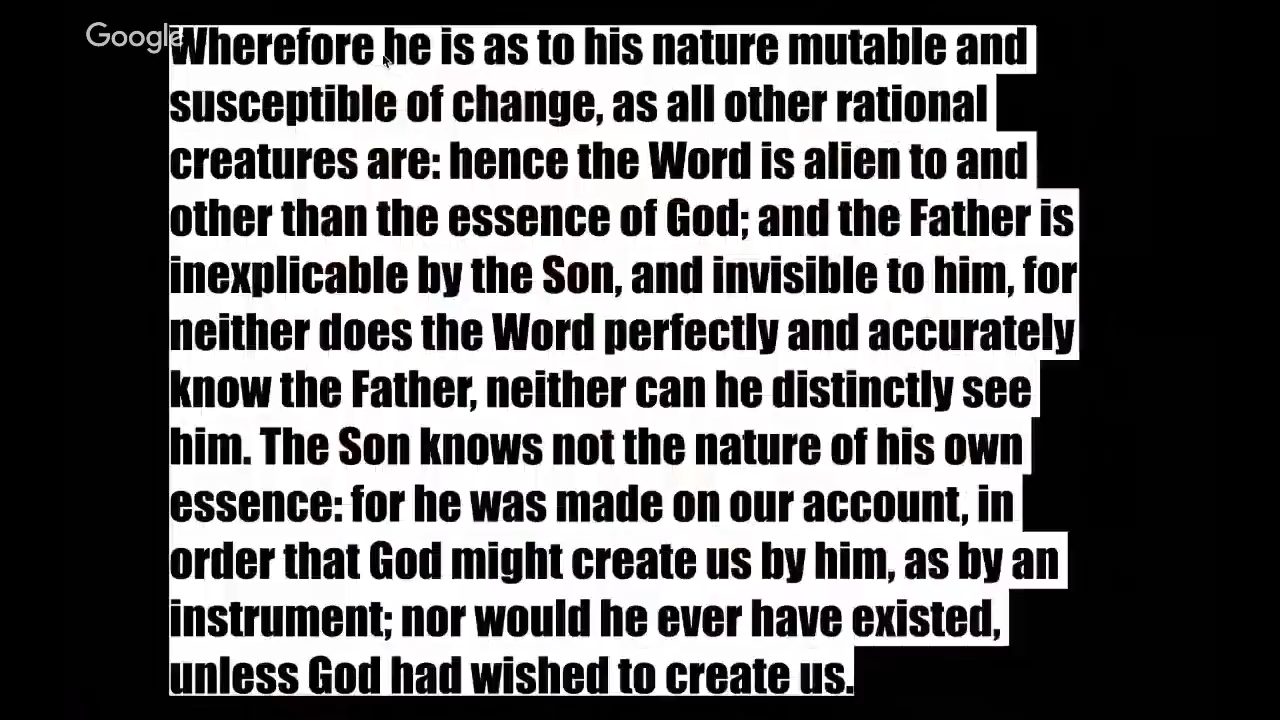 Google
Wherefore he is as to his nature mutable and
susceptible of change, as all other rational
creatures are: hence the Word is alien to and
other than the essence of God; and the Father is
inexplicable by the Son, and invisible to him, for
neither does the Word perfectly and accurately
know the Father, neither can he distinctly see
him. The Son knows not the nature of his own
essence: for he was made on our account, in
order that God might create us by him, as by an
instrument; nor would he ever have existed,
unless God had wished to create us.